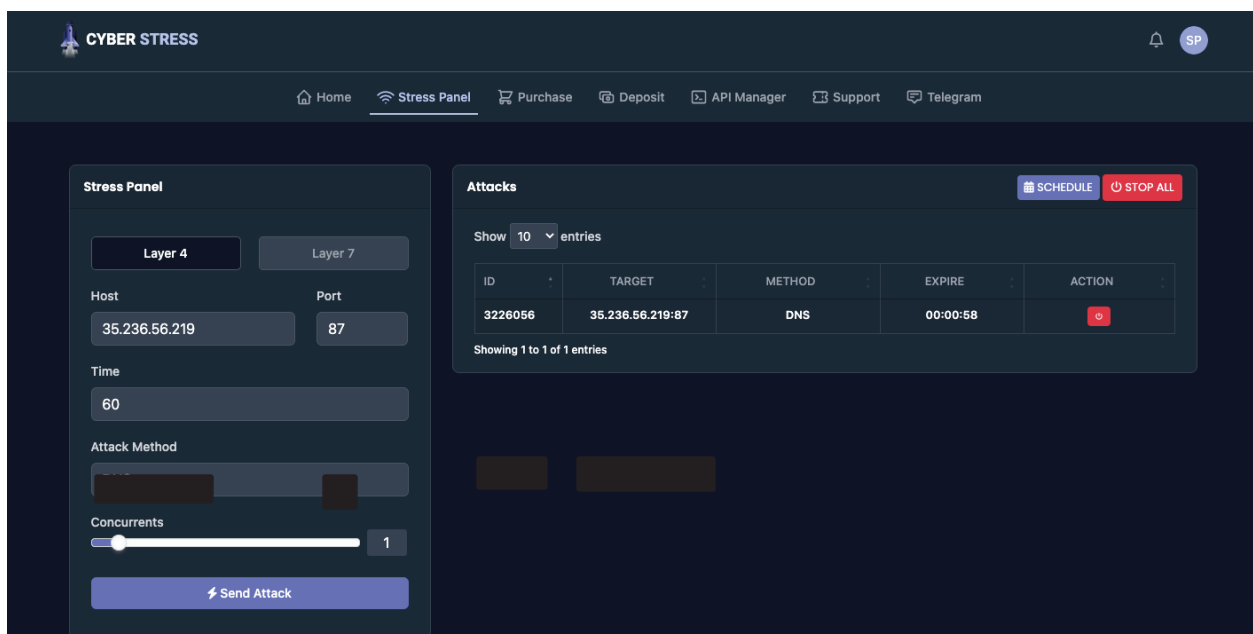 CYBER STRESS
SP
Home Stress Panel Purchase Deposit API Manager Support Telegram
Stress Panel
Layer 4 Layer 7
Host Port
35.236.56.219 87
Time
60
Attack Method
Concurrents
1
Send Attack
Attacks
SCHEDULE STOP ALL
Show 10 entries
ID TARGET METHOD EXPIRE ACTION
3226056 35.236.56.219:87 DNS 00:00:58
Showing 1 to 1 of 1 entries